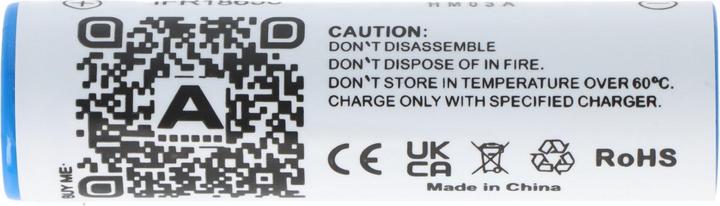 HM03A
A
BUY ME
CAUTION:
DON'T DISASSEMBLE
DON'T DISPOSE OF IN FIRE.
DON'T STORE IN TEMPERATURE OVER 60°C.
CHARGE ONLY WITH SPECIFIED CHARGER.
CE UK CA RoHS
Made in China